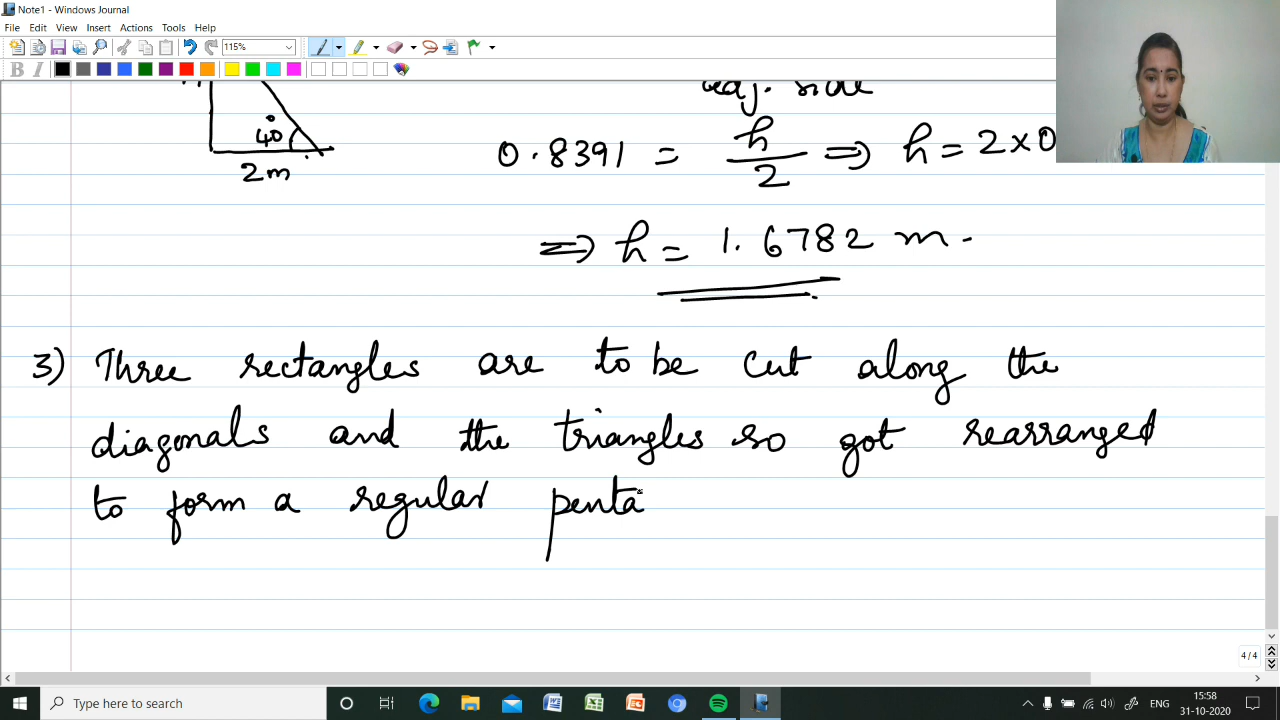 Note1 - Windows Journal
File Edit View Insert Actions Tools Help
115%
B I
adj. side
40°
2m
0.8391 = h/2 ⟹ h = 2 × 0
⟹ h = 1.6782 m.
3) Three rectangles are to be cut along the
diagonals and the triangles so got rearranged
to form a regular penta
4/4
Type here to search
ENG
15:58
31-10-2020